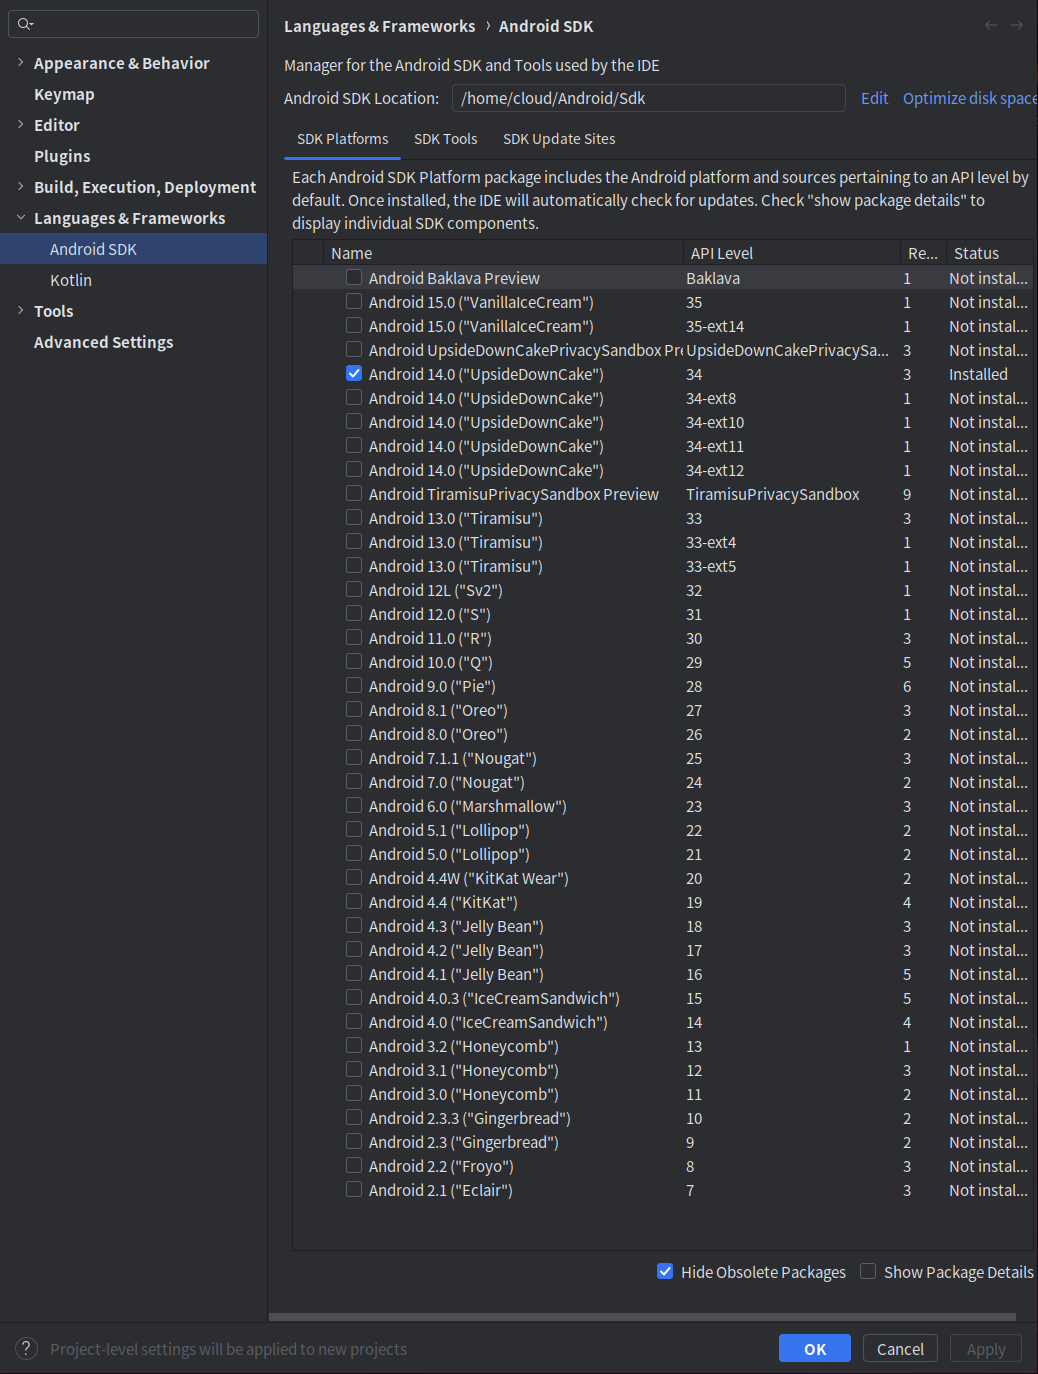 Languages & Frameworks › Android SDK
Appearance & Behavior
Keymap
Editor
Plugins
Build, Execution, Deployment
Languages & Frameworks
Android SDK
Kotlin
Tools
Advanced Settings
Manager for the Android SDK and Tools used by the IDE
Android SDK Location: /home/cloud/Android/Sdk Edit Optimize disk space
SDK Platforms SDK Tools SDK Update Sites
Each Android SDK Platform package includes the Android platform and sources pertaining to an API level by
default. Once installed, the IDE will automatically check for updates. Check "show package details" to
display individual SDK components.
Name API Level Re... Status
Android Baklava Preview Baklava 1 Not instal...
Android 15.0 ("VanillaIceCream") 35 1 Not instal...
Android 15.0 ("VanillaIceCream") 35-ext14 1 Not instal...
Android UpsideDownCakePrivacySandbox Pre UpsideDownCakePrivacySa... 3 Not instal...
Android 14.0 ("UpsideDownCake") 34 3 Installed
Android 14.0 ("UpsideDownCake") 34-ext8 1 Not instal...
Android 14.0 ("UpsideDownCake") 34-ext10 1 Not instal...
Android 14.0 ("UpsideDownCake") 34-ext11 1 Not instal...
Android 14.0 ("UpsideDownCake") 34-ext12 1 Not instal...
Android TiramisuPrivacySandbox Preview TiramisuPrivacySandbox 9 Not instal...
Android 13.0 ("Tiramisu") 33 3 Not instal...
Android 13.0 ("Tiramisu") 33-ext4 1 Not instal...
Android 13.0 ("Tiramisu") 33-ext5 1 Not instal...
Android 12L ("Sv2") 32 1 Not instal...
Android 12.0 ("S") 31 1 Not instal...
Android 11.0 ("R") 30 3 Not instal...
Android 10.0 ("Q") 29 5 Not instal...
Android 9.0 ("Pie") 28 6 Not instal...
Android 8.1 ("Oreo") 27 3 Not instal...
Android 8.0 ("Oreo") 26 2 Not instal...
Android 7.1.1 ("Nougat") 25 3 Not instal...
Android 7.0 ("Nougat") 24 2 Not instal...
Android 6.0 ("Marshmallow") 23 3 Not instal...
Android 5.1 ("Lollipop") 22 2 Not instal...
Android 5.0 ("Lollipop") 21 2 Not instal...
Android 4.4W ("KitKat Wear") 20 2 Not instal...
Android 4.4 ("KitKat") 19 4 Not instal...
Android 4.3 ("Jelly Bean") 18 3 Not instal...
Android 4.2 ("Jelly Bean") 17 3 Not instal...
Android 4.1 ("Jelly Bean") 16 5 Not instal...
Android 4.0.3 ("IceCreamSandwich") 15 5 Not instal...
Android 4.0 ("IceCreamSandwich") 14 4 Not instal...
Android 3.2 ("Honeycomb") 13 1 Not instal...
Android 3.1 ("Honeycomb") 12 3 Not instal...
Android 3.0 ("Honeycomb") 11 2 Not instal...
Android 2.3.3 ("Gingerbread") 10 2 Not instal...
Android 2.3 ("Gingerbread") 9 2 Not instal...
Android 2.2 ("Froyo") 8 3 Not instal...
Android 2.1 ("Eclair") 7 3 Not instal...
Hide Obsolete Packages Show Package Details
? Project-level settings will be applied to new projects
OK Cancel Apply